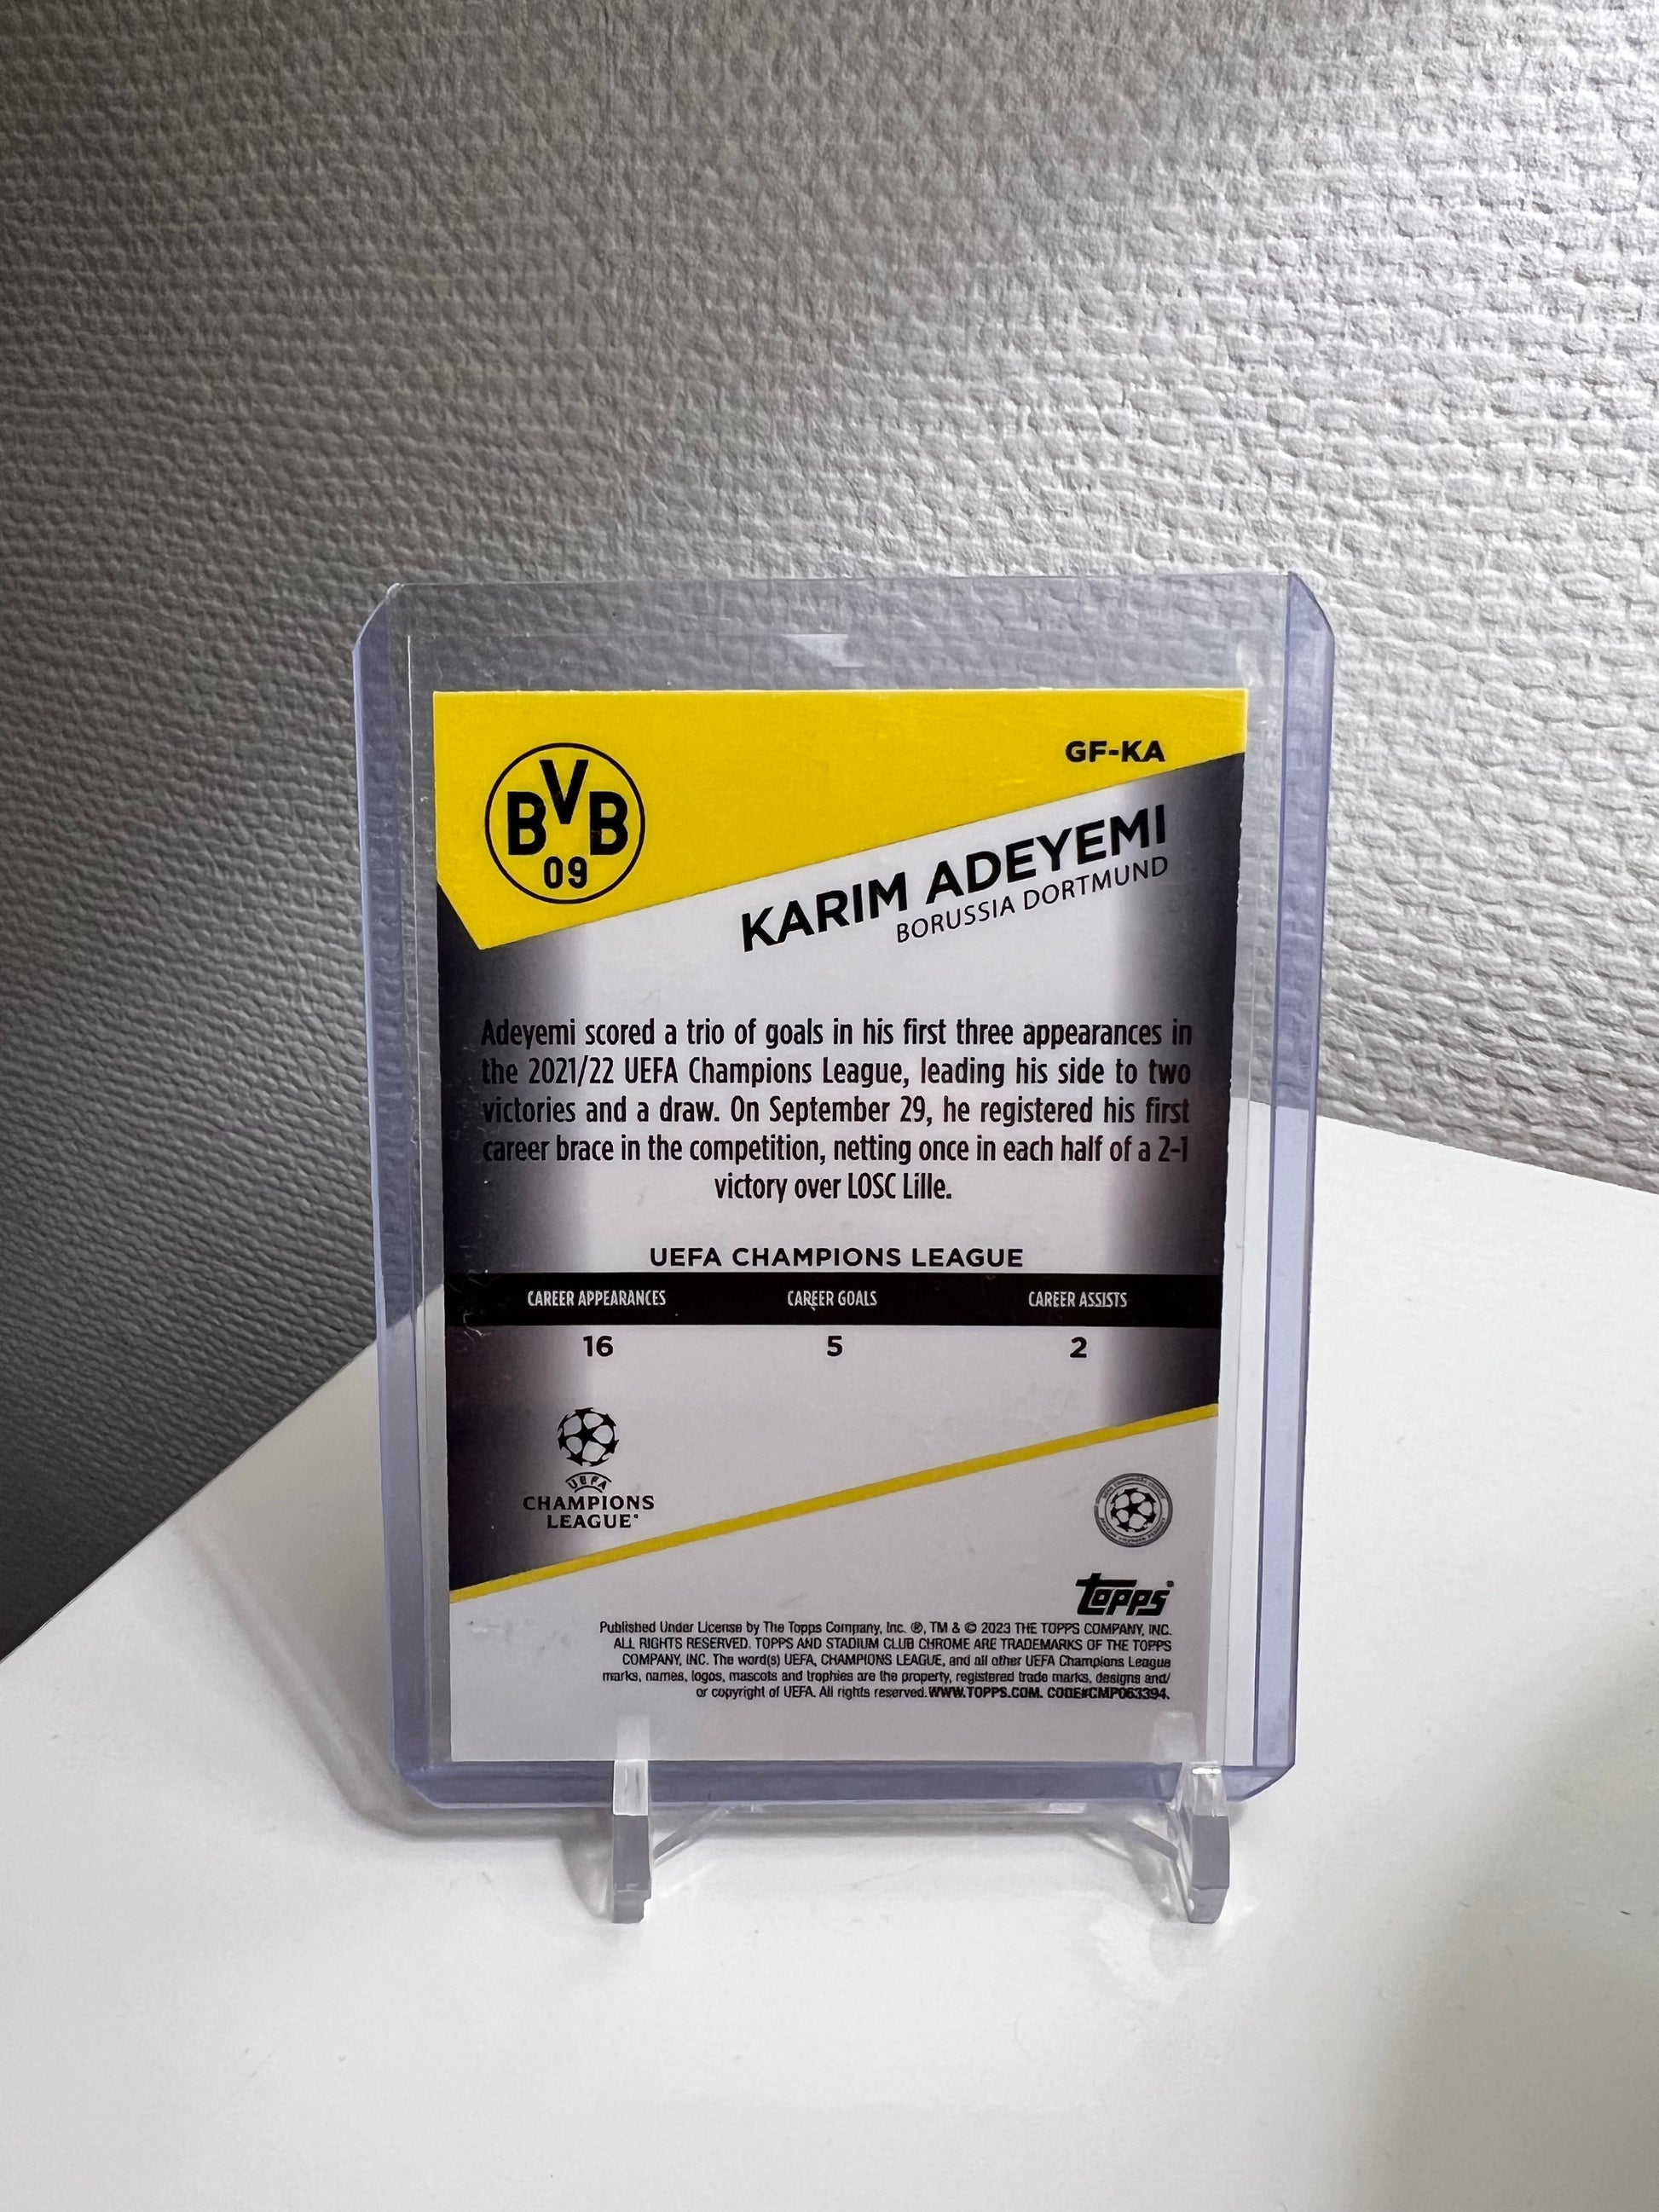 GF-KA
BVB
09
KARIM ADEYEMI
BORUSSIA DORTMUND
Adeyemi scored a trio of goals in his first three appearances in
the 2021/22 UEFA Champions League, leading his side to two
victories and a draw. On September 29, he registered his first
career brace in the competition, netting once in each half of a 2-1
victory over LOSC Lille.
UEFA CHAMPIONS LEAGUE
CAREER APPEARANCES CAREER GOALS CAREER ASSISTS
16 5 2
UEFA
CHAMPIONS
LEAGUE
topps
Published Under License by The Topps Company, Inc. ®, TM & © 2023 THE TOPPS COMPANY, INC.
ALL RIGHTS RESERVED. TOPPS AND STADIUM CLUB CHROME ARE TRADEMARKS OF THE TOPPS
COMPANY, INC. The word(s) UEFA, CHAMPIONS LEAGUE, and all other UEFA Champions League
marks, names, logos, mascots and trophies are the property, registered trade marks, designs and/
or copyright of UEFA. All rights reserved. WWW.TOPPS.COM. CODE#CMP063394.